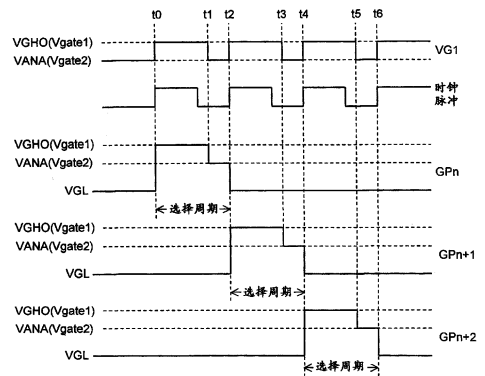 t0 t1 t2 t3 t4 t5 t6
VGHO(Vgate1)
VANA(Vgate2)
VG1
时钟
脉冲
VGHO(Vgate1)
VANA(Vgate2)
VGL
GPn
选择周期
VGHO(Vgate1)
VANA(Vgate2)
VGL
GPn+1
选择周期
VGHO(Vgate1)
VANA(Vgate2)
VGL
GPn+2
选择周期